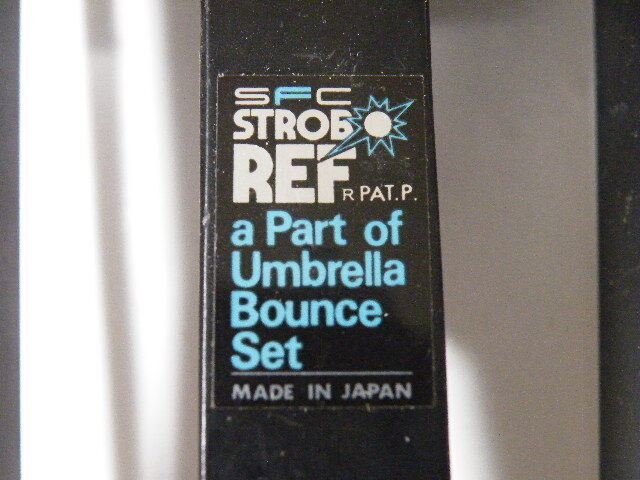 SFC
STROBO
REF R PAT.P.
a Part of
Umbrella
Bounce
Set
MADE IN JAPAN